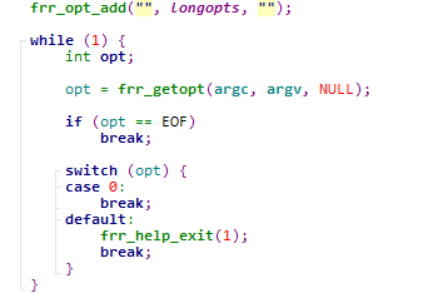 frr_opt_add("", longopts, "");
while (1) {
int opt;
opt = frr_getopt(argc, argv, NULL);
if (opt == EOF)
break;
switch (opt) {
case 0:
break;
default:
frr_help_exit(1);
break;
}
}